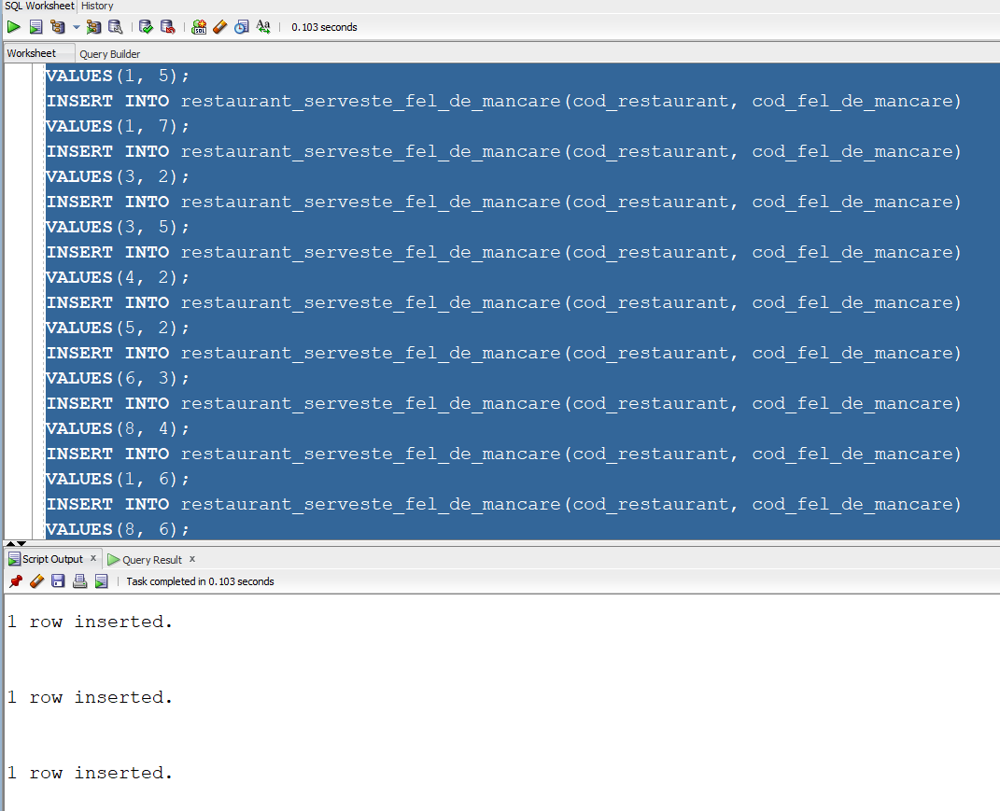 SQL Worksheet History
0.103 seconds
Worksheet Query Builder
VALUES(1, 5);
INSERT INTO restaurant_serveste_fel_de_mancare(cod_restaurant, cod_fel_de_mancare)
VALUES(1, 7);
INSERT INTO restaurant_serveste_fel_de_mancare(cod_restaurant, cod_fel_de_mancare)
VALUES(3, 2);
INSERT INTO restaurant_serveste_fel_de_mancare(cod_restaurant, cod_fel_de_mancare)
VALUES(3, 5);
INSERT INTO restaurant_serveste_fel_de_mancare(cod_restaurant, cod_fel_de_mancare)
VALUES(4, 2);
INSERT INTO restaurant_serveste_fel_de_mancare(cod_restaurant, cod_fel_de_mancare)
VALUES(5, 2);
INSERT INTO restaurant_serveste_fel_de_mancare(cod_restaurant, cod_fel_de_mancare)
VALUES(6, 3);
INSERT INTO restaurant_serveste_fel_de_mancare(cod_restaurant, cod_fel_de_mancare)
VALUES(8, 4);
INSERT INTO restaurant_serveste_fel_de_mancare(cod_restaurant, cod_fel_de_mancare)
VALUES(1, 6);
INSERT INTO restaurant_serveste_fel_de_mancare(cod_restaurant, cod_fel_de_mancare)
VALUES(8, 6);
Script Output x Query Result x
Task completed in 0.103 seconds
1 row inserted.
1 row inserted.
1 row inserted.